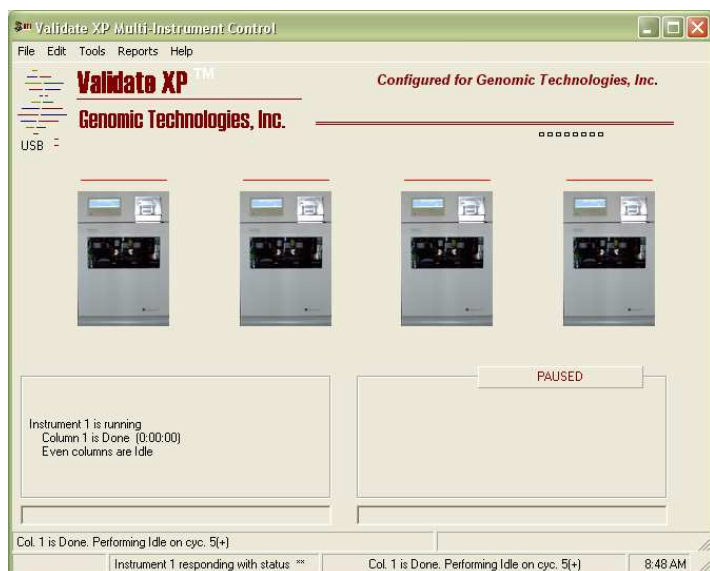 Validate XP Multi-Instrument Control
File Edit Tools Reports Help
Validate XP TM
Configured for Genomic Technologies, Inc.
Genomic Technologies, Inc.
USB
PAUSED
Instrument 1 is running
Column 1 is Done (0:00:00)
Even columns are Idle
Col. 1 is Done. Performing Idle on cyc. 5(+)
Instrument 1 responding with status ** Col. 1 is Done. Performing Idle on cyc. 5(+) 8:48 AM